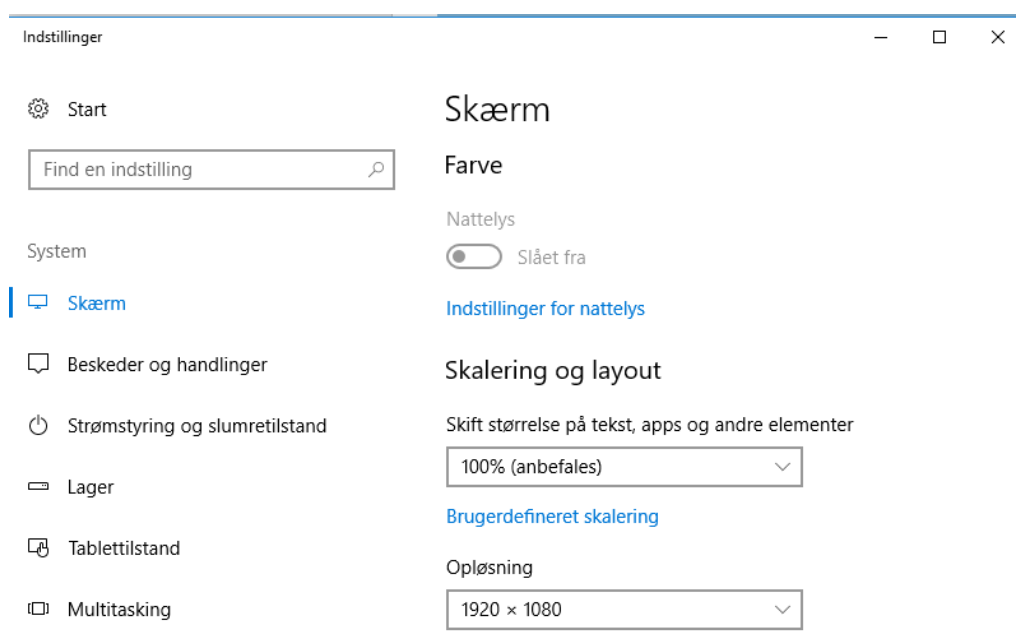 Indstillinger
Start
Find en indstilling
System
Skærm
Beskeder og handlinger
Strømstyring og slumretilstand
Lager
Tablettilstand
Multitasking
Skærm
Farve
Nattelys
Slået fra
Indstillinger for nattelys
Skalering og layout
Skift størrelse på tekst, apps og andre elementer
100% (anbefales)
Brugerdefineret skalering
Opløsning
1920 × 1080